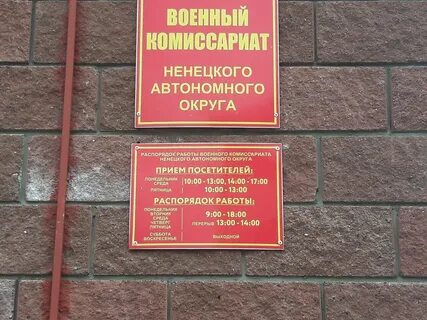 ВОЕННЫЙ
КОМИССАРИАТ
НЕНЕЦКОГО
АВТОНОМНОГО
ОКРУГА
РАСПОРЯДОК РАБОТЫ ВОЕННОГО КОМИССАРИАТА
НЕНЕЦКОГО АВТОНОМНОГО ОКРУГА
ПРИЕМ ПОСЕТИТЕЛЕЙ:
ПОНЕДЕЛЬНИК
СРЕДА 10:00 - 13:00, 14:00 - 17:00
ПЯТНИЦА 10:00 - 13:00
РАСПОРЯДОК РАБОТЫ:
ПОНЕДЕЛЬНИК
ВТОРНИК 9:00 - 18:00
СРЕДА
ЧЕТВЕРГ ПЕРЕРЫВ 13:00 - 14:00
ПЯТНИЦА
СУББОТА ВЫХОДНОЙ
ВОСКРЕСЕНЬЕ